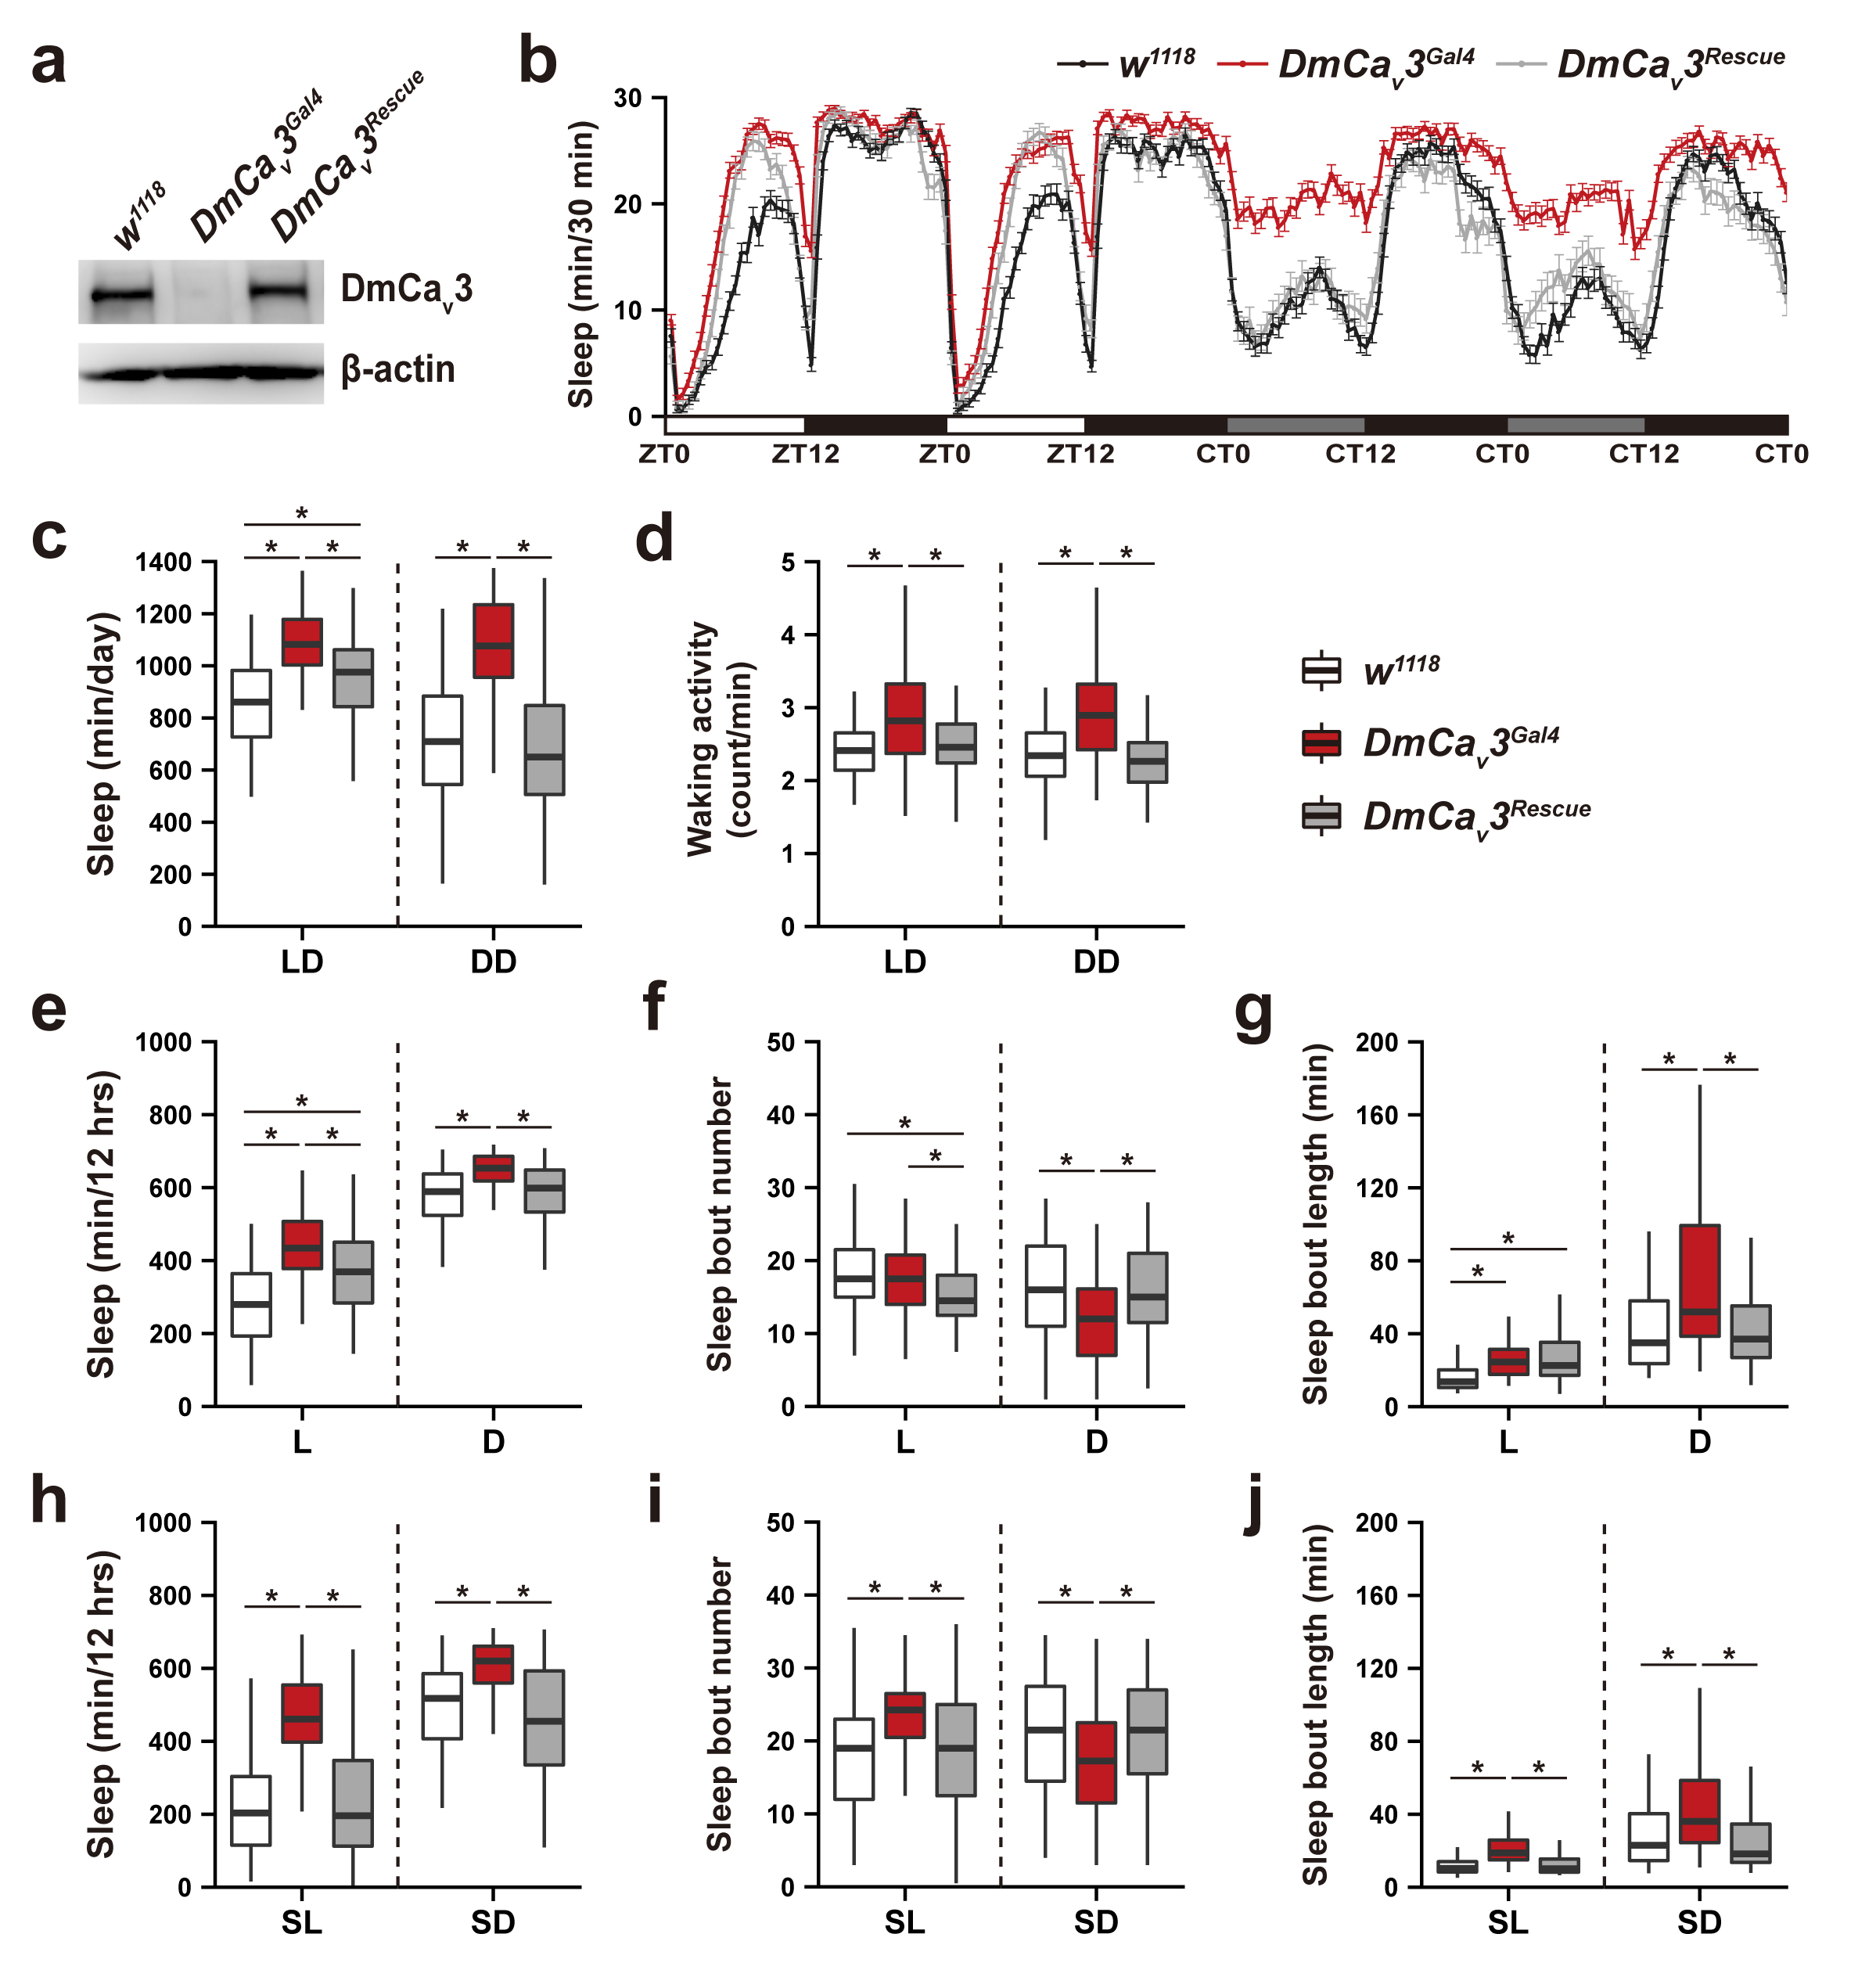 a
w1118
DmCav3Gal4
DmCav3Rescue
DmCav3
β-actin
b
w1118 DmCav3Gal4 DmCav3Rescue
Sleep (min/30 min)
30
20
10
0
ZT0 ZT12 ZT0 ZT12 CT0 CT12 CT0 CT12 CT0
c
Sleep (min/day)
1400
1200
1000
800
600
400
200
0
* * * * *
LD DD
d
Waking activity
(count/min)
5
4
3
2
1
0
* * * *
LD DD
w1118
DmCav3Gal4
DmCav3Rescue
e
Sleep (min/12 hrs)
1000
800
600
400
200
0
* * * * *
L D
f
Sleep bout number
50
40
30
20
10
0
* * * *
L D
g
Sleep bout length (min)
200
160
120
80
40
0
* * * *
L D
h
Sleep (min/12 hrs)
1000
800
600
400
200
0
* * * *
SL SD
i
Sleep bout number
50
40
30
20
10
0
* * * *
SL SD
j
Sleep bout length (min)
200
160
120
80
40
0
* * * *
SL SD